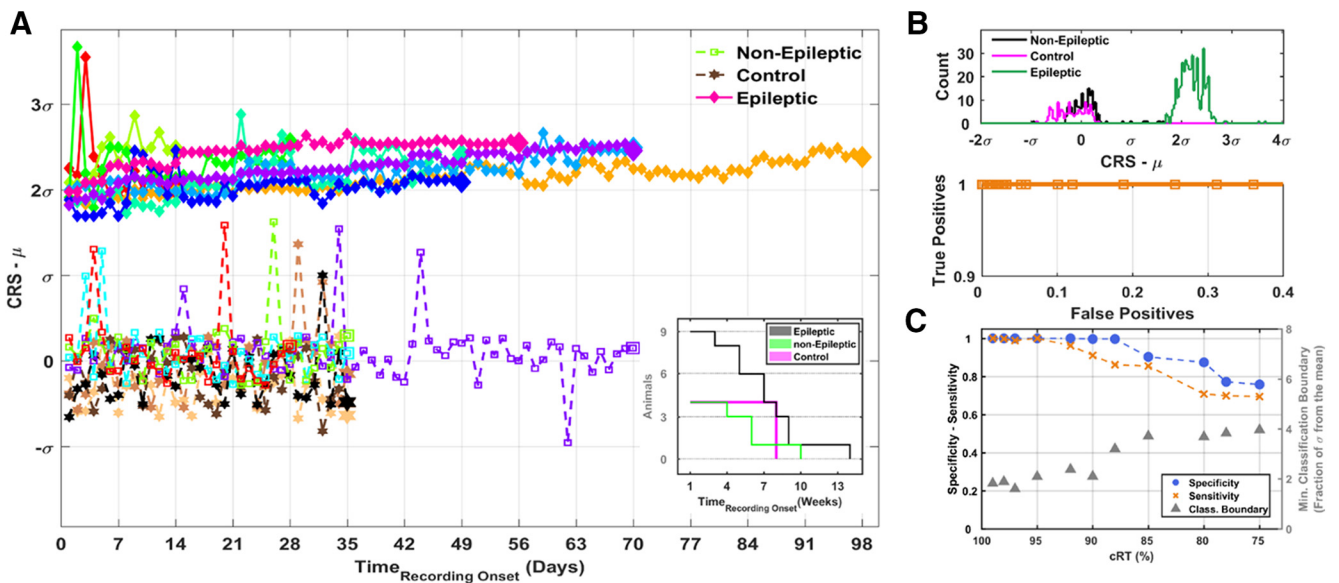 A
CRS - μ
3σ
2σ
σ
0
-σ
Non-Epileptic
Control
Epileptic
0 7 14 21 28 35 42 49 56 63 70 77 84 91 98
Time Recording Onset (Days)
Animals
9
6
3
0
Epileptic
non-Epileptic
Control
1 4 7 10 13
Time Recording Onset (Weeks)
B
Count
30
20
10
0
Non-Epileptic
Control
Epileptic
-2σ -σ 0 σ 2σ 3σ 4σ
CRS - μ
True Positives
1
0.9
0 0.1 0.2 0.3 0.4
False Positives
C
Specificity - Sensitivity
1
0.8
0.6
0.4
0.2
0
8
6
4
2
0
Min. Classification Boundary
(Fraction of σ from the mean)
Specificity
Sensitivity
Class. Boundary
100 95 90 85 80 75
cRT (%)